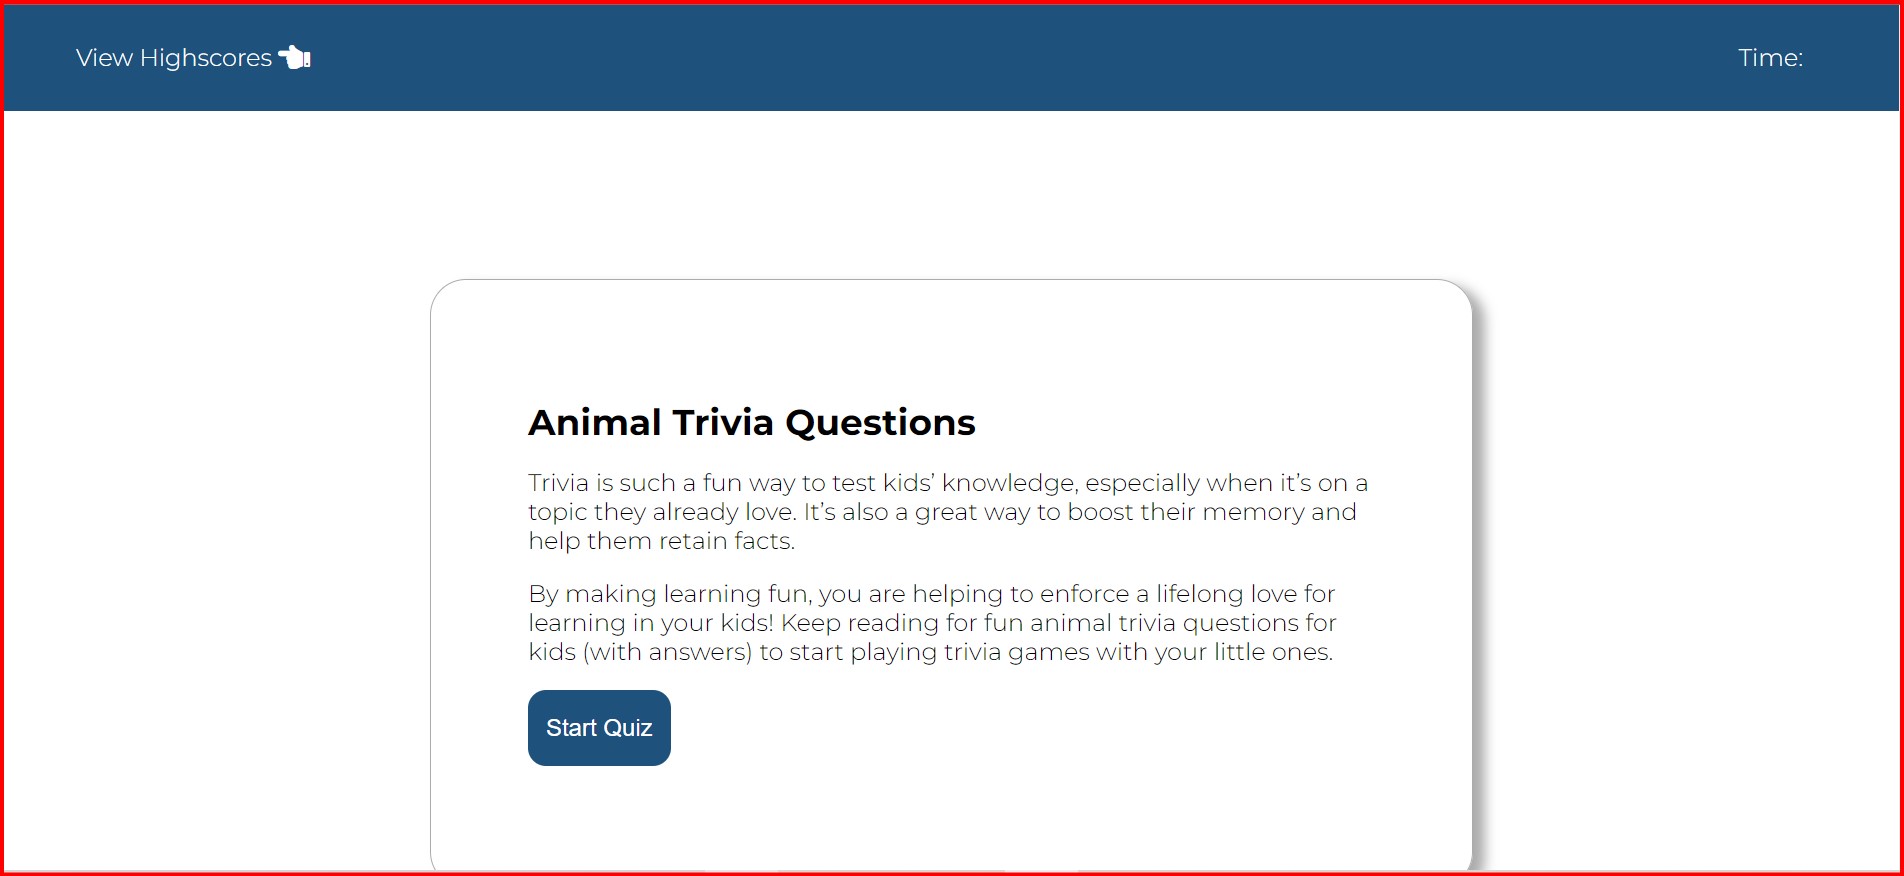 View Highscores
Time:
Animal Trivia Questions
Trivia is such a fun way to test kids’ knowledge, especially when it’s on a
topic they already love. It’s also a great way to boost their memory and
help them retain facts.
By making learning fun, you are helping to enforce a lifelong love for
learning in your kids! Keep reading for fun animal trivia questions for
kids (with answers) to start playing trivia games with your little ones.
Start Quiz